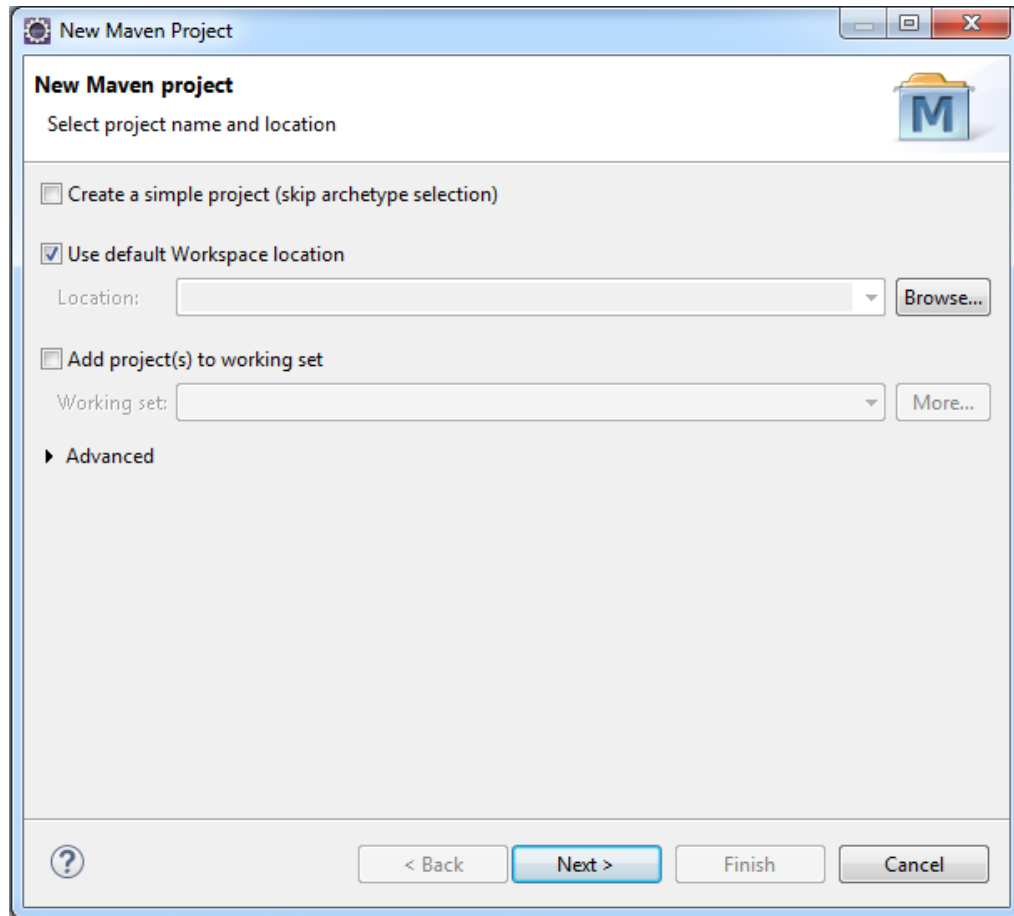 New Maven Project
New Maven project
Select project name and location
M
Create a simple project (skip archetype selection)
Use default Workspace location
Location:
Browse...
Add project(s) to working set
Working set:
More...
Advanced
?
< Back
Next >
Finish
Cancel